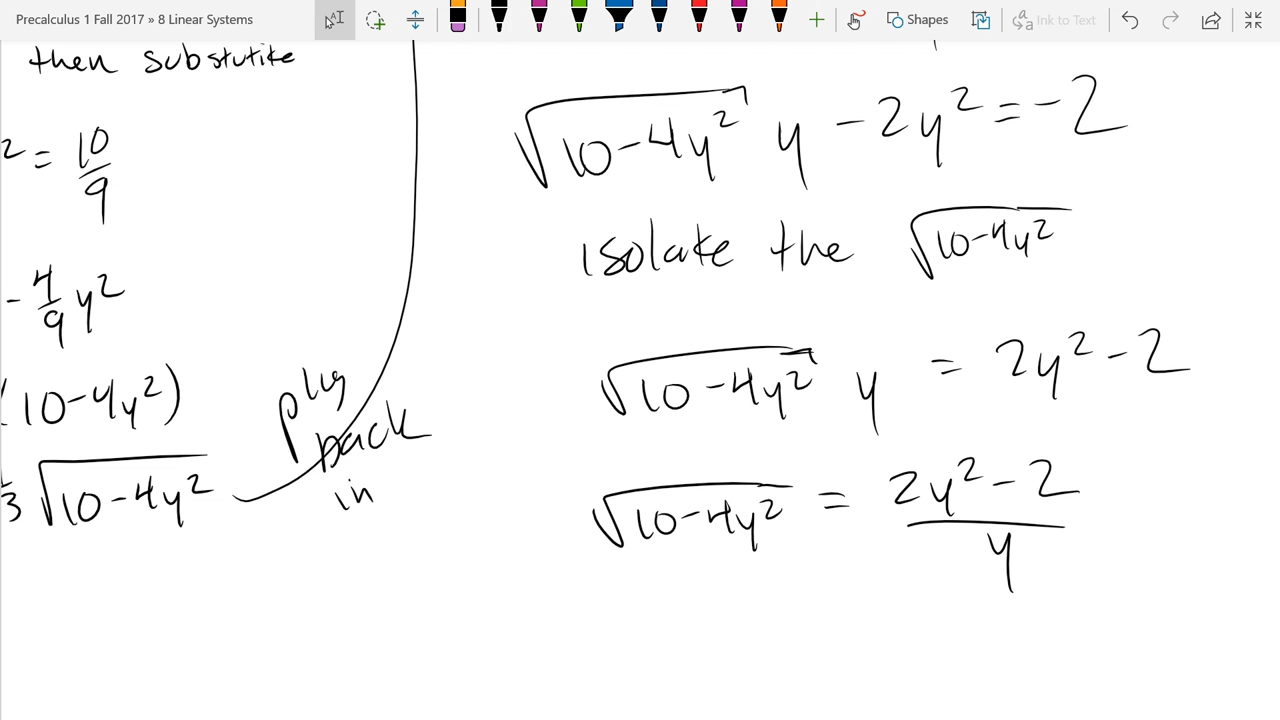 Precalculus 1 Fall 2017 » 8 Linear Systems
Shapes
Ink to Text
then substutike
² = 10/9
- 4/9 y²
(10-4y²)
3 √10-4y²
plug
back
in
√10-4y² y - 2y² = -2
isolate the √10-4y²
√10-4y² y = 2y² - 2
√10-4y² = 2y² - 2 / y